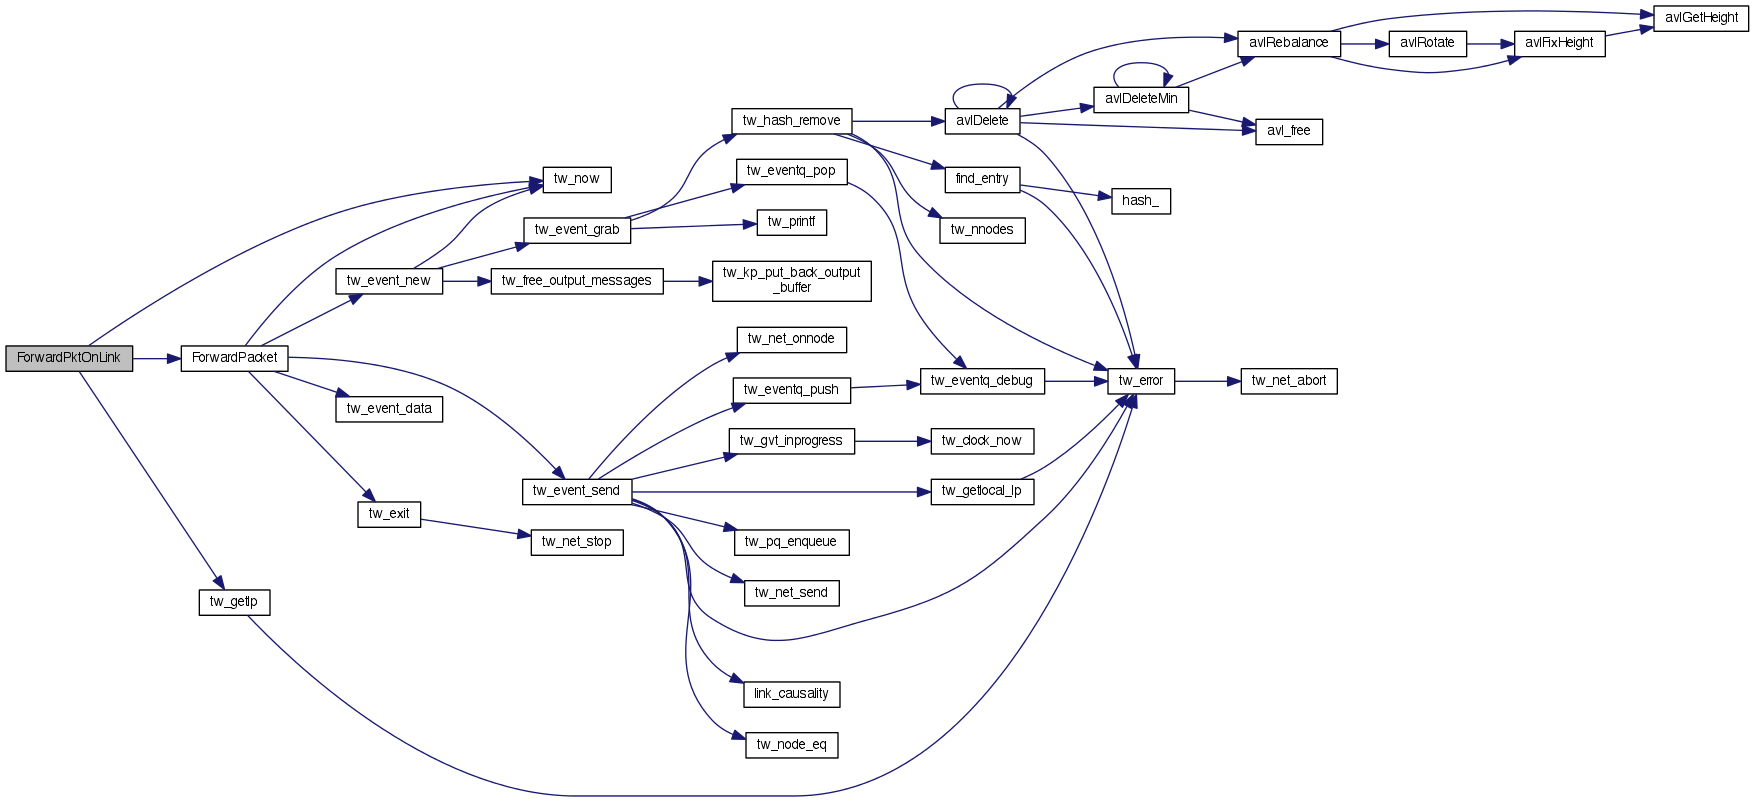 avlGetHeight
avlRebalance
avlRotate
avlFixHeight
avlDeleteMin
tw_hash_remove
avlDelete
avl_free
tw_now
tw_eventq_pop
find_entry
hash_
tw_event_grab
tw_printf
tw_nnodes
tw_event_new
tw_free_output_messages
tw_kp_put_back_output
_buffer
tw_net_onnode
ForwardPktOnLink
ForwardPacket
tw_eventq_push
tw_eventq_debug
tw_error
tw_net_abort
tw_event_data
tw_gvt_inprogress
tw_clock_now
tw_event_send
tw_getlocal_lp
tw_exit
tw_net_stop
tw_pq_enqueue
tw_getlp
tw_net_send
link_causality
tw_node_eq